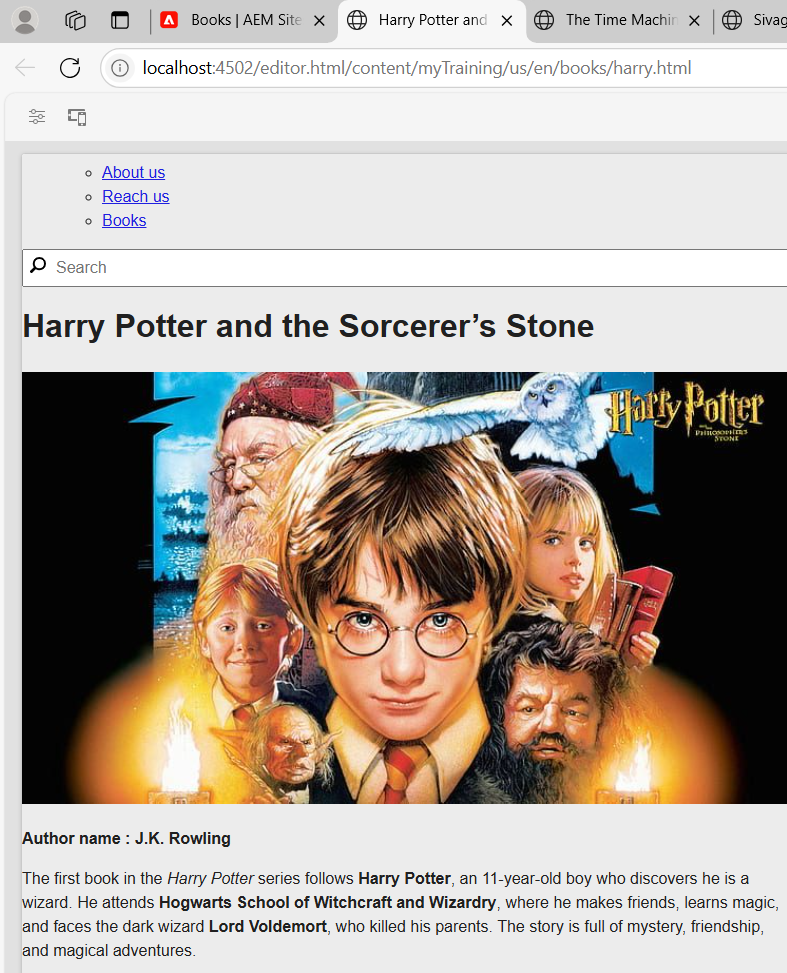 Books | AEM Site
Harry Potter and
The Time Machin
Sivag
localhost:4502/editor.html/content/myTraining/us/en/books/harry.html
About us
Reach us
Books
Search
Harry Potter and the Sorcerer’s Stone
Harry Potter
AND THE
PHILOSOPHER'S
STONE
Author name : J.K. Rowling
The first book in the Harry Potter series follows Harry Potter, an 11-year-old boy who discovers he is a
wizard. He attends Hogwarts School of Witchcraft and Wizardry, where he makes friends, learns magic,
and faces the dark wizard Lord Voldemort, who killed his parents. The story is full of mystery, friendship,
and magical adventures.